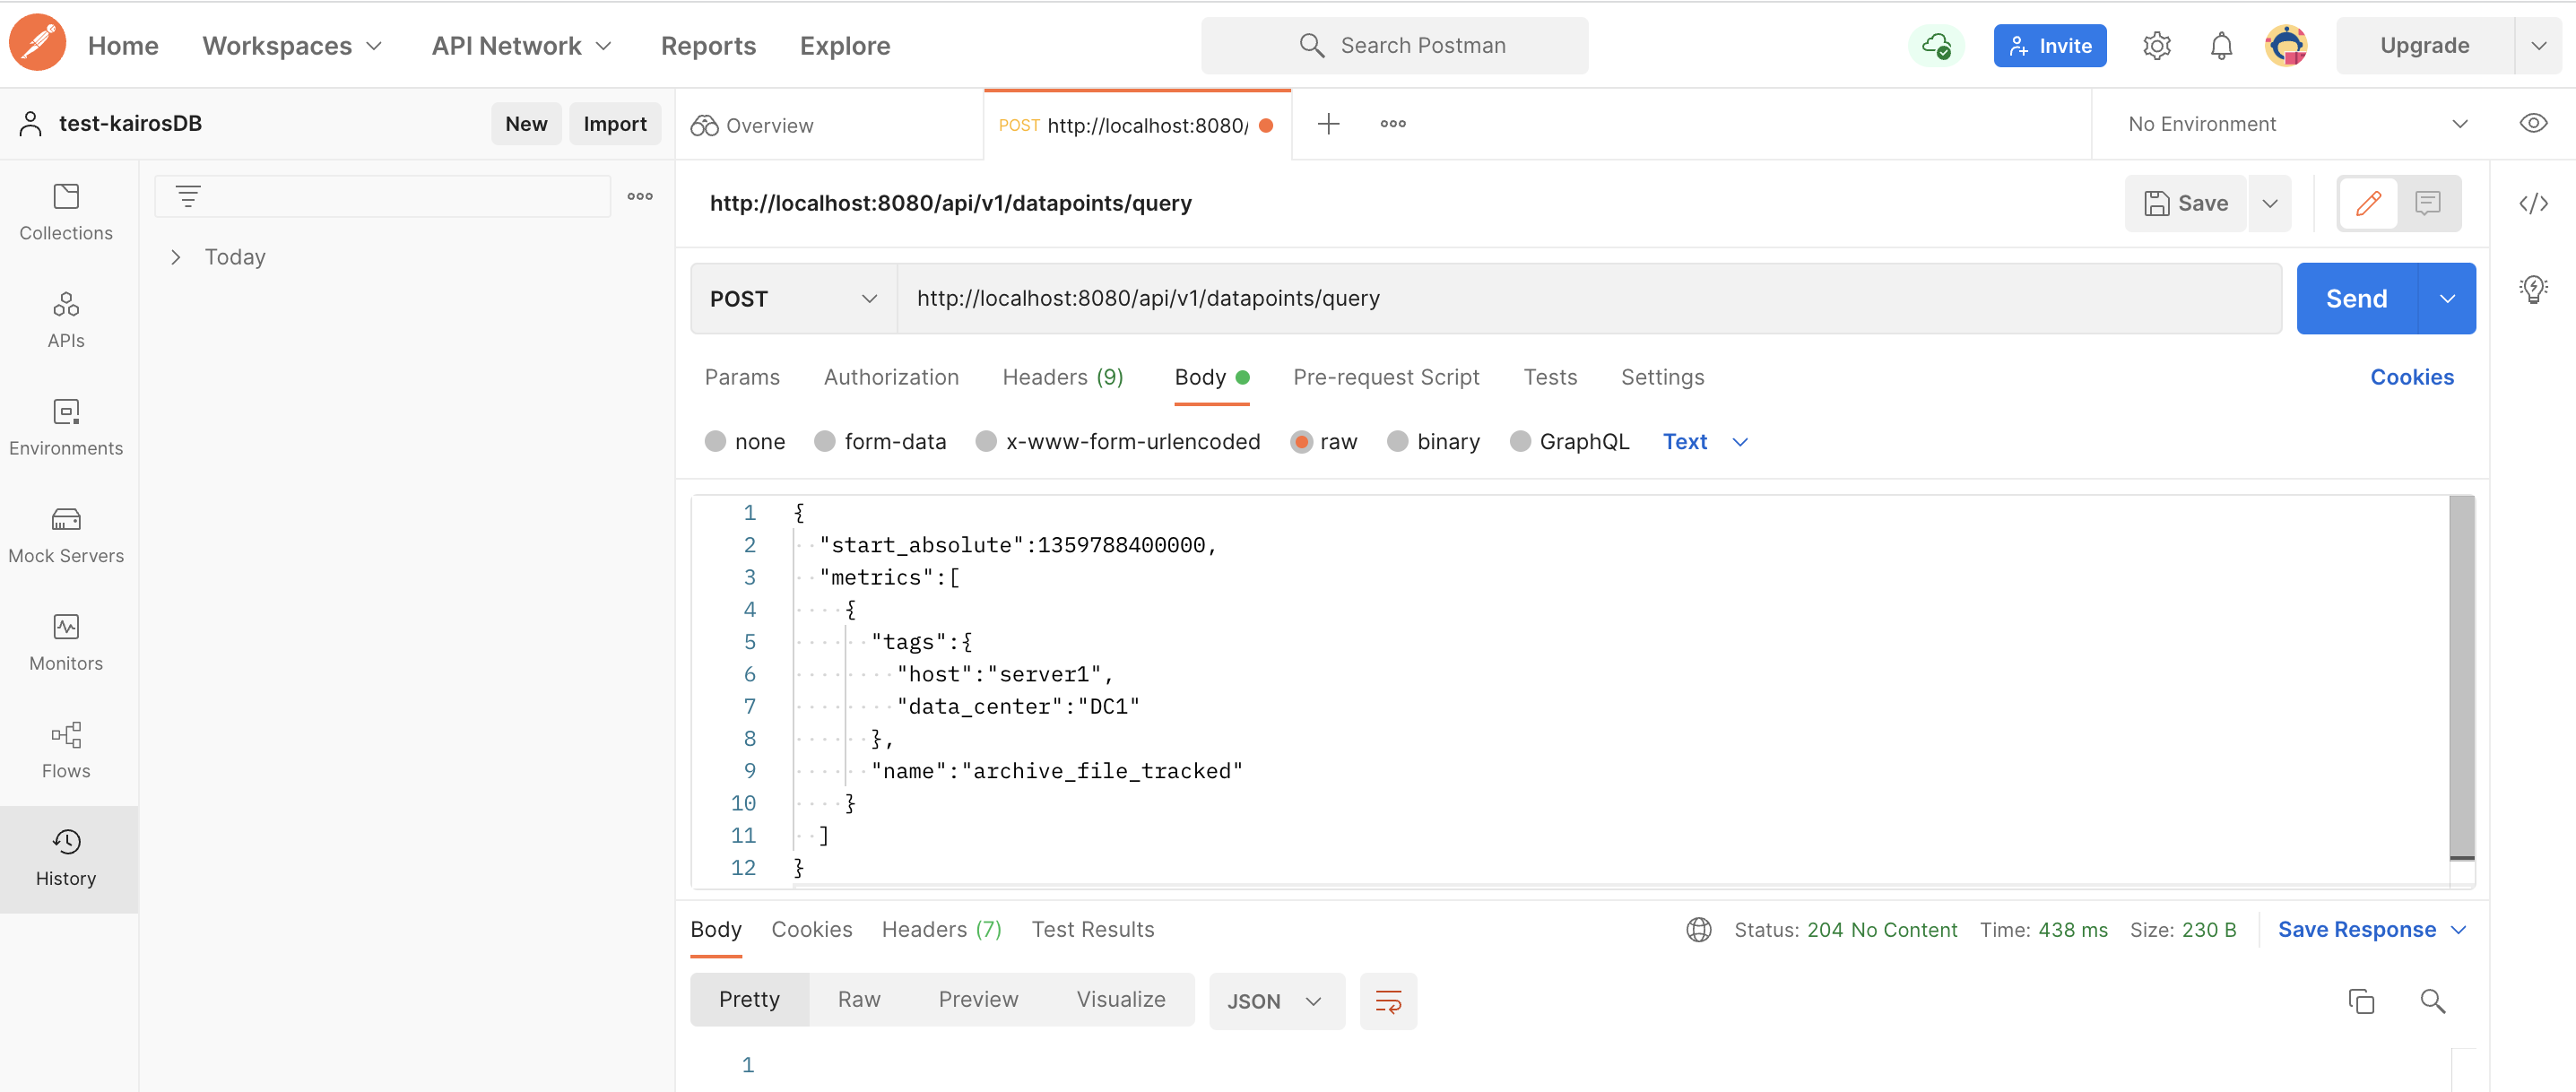 Home Workspaces API Network Reports Explore Search Postman Invite Upgrade
test-kairosDB New Import Overview POST http://localhost:8080/ No Environment
Collections
APIs
Environments
Mock Servers
Monitors
Flows
History
Today
http://localhost:8080/api/v1/datapoints/query Save
POST http://localhost:8080/api/v1/datapoints/query Send
Params Authorization Headers (9) Body Pre-request Script Tests Settings Cookies
none form-data x-www-form-urlencoded raw binary GraphQL Text
1 {
2 "start_absolute":1359788400000,
3 "metrics":[
4 {
5 "tags":{
6 "host":"server1",
7 "data_center":"DC1"
8 },
9 "name":"archive_file_tracked"
10 }
11 ]
12 }
Body Cookies Headers (7) Test Results Status: 204 No Content Time: 438 ms Size: 230 B Save Response
Pretty Raw Preview Visualize JSON
1